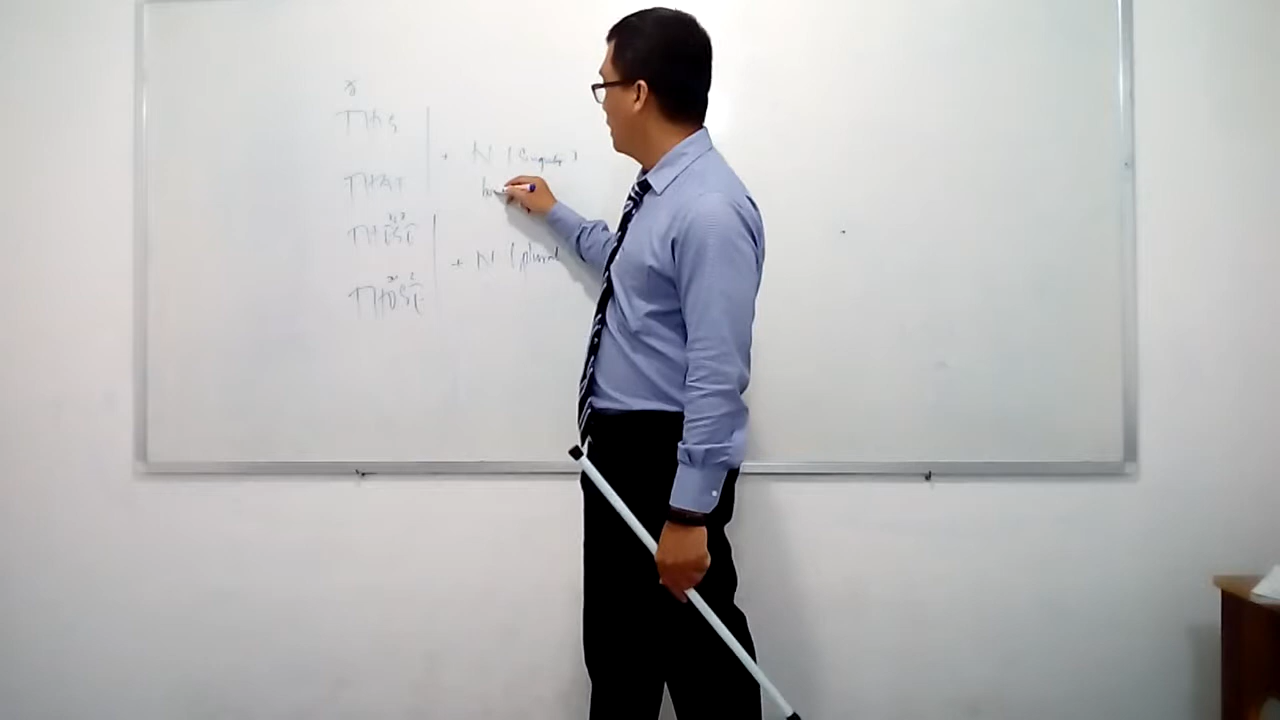 THIS + N (Singular)
THAT
THESE
THOSE + N (plural